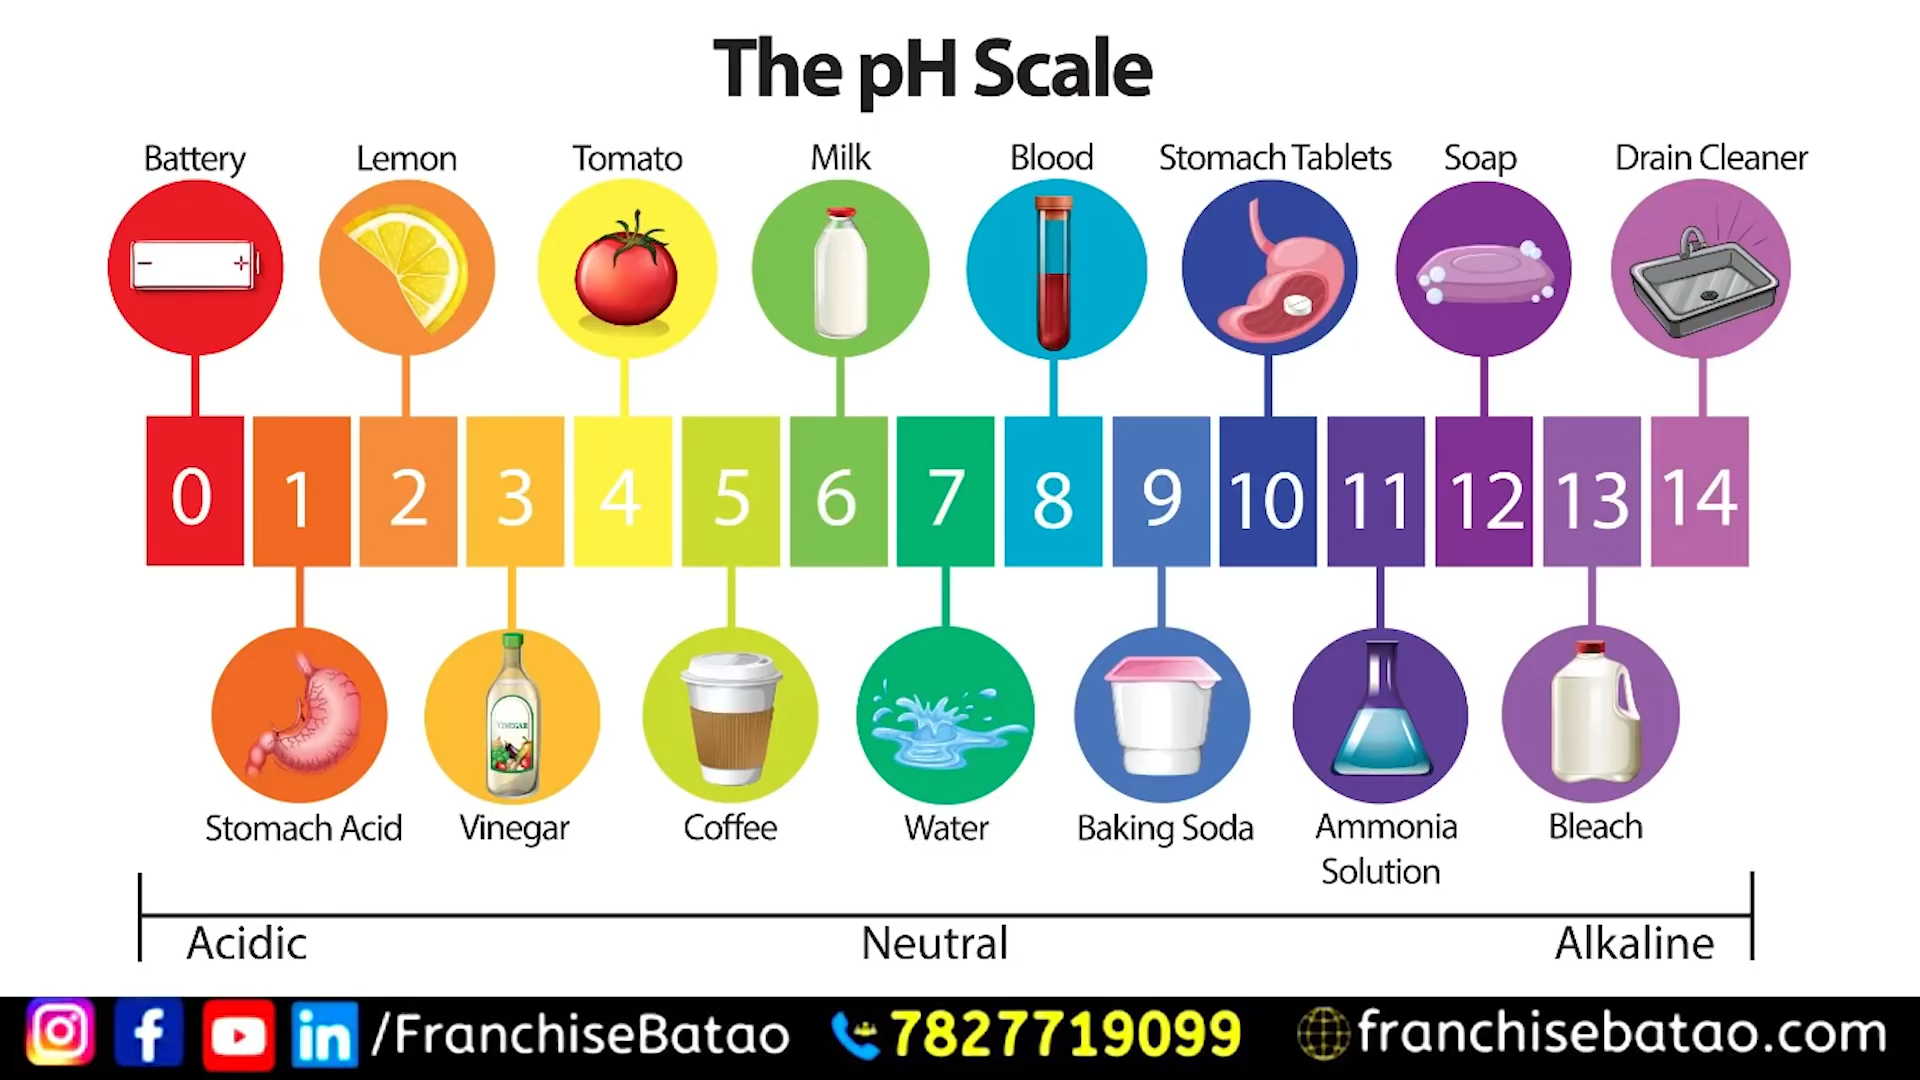 The pH Scale
Battery
Lemon
Tomato
Milk
Blood
Stomach Tablets
Soap
Drain Cleaner
0
1
2
3
4
5
6
7
8
9
10
11
12
13
14
VINEGAR
Stomach Acid
Vinegar
Coffee
Water
Baking Soda
Ammonia
Solution
Bleach
Acidic
Neutral
Alkaline
/FranchiseBatao
7827719099
franchisebatao.com